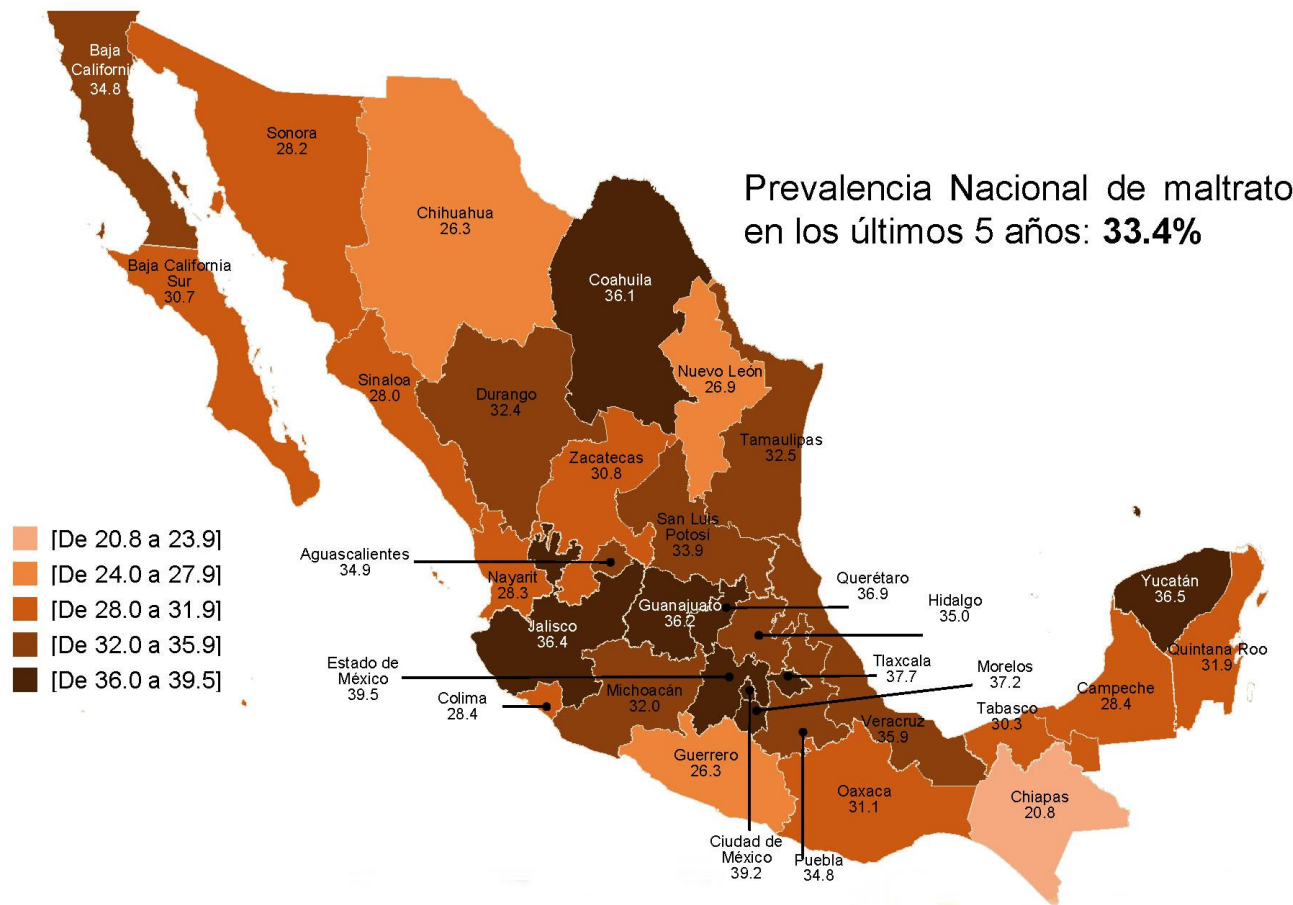 Baja
Californi
34.8
Sonora
28.2
Chihuahua
26.3
Prevalencia Nacional de maltrato
en los últimos 5 años: 33.4%
Coahuila
36.1
Baja California
Sur
30.7
Nuevo León
26.9
Sinaloa
28.0
Durango
32.4
Tamaulipas
32.5
Zacatecas
30.8
San Luis
Potosí
33.9
[De 20.8 a 23.9]
[De 24.0 a 27.9]
[De 28.0 a 31.9]
[De 32.0 a 35.9]
[De 36.0 a 39.5]
Aguascalientes
34.9
Nayarit
28.3
Guanajuato
36.2
Querétaro
36.9
Hidalgo
35.0
Yucatán
36.5
Jalisco
36.4
Quintana Roo
31.9
Estado de
México
39.5
Tlaxcala
37.7
Morelos
37.2
Colima
28.4
Michoacán
32.0
Campeche
28.4
Tabasco
30.3
Veracruz
35.9
Guerrero
26.3
Oaxaca
31.1
Chiapas
20.8
Ciudad de
México
39.2
Puebla
34.8